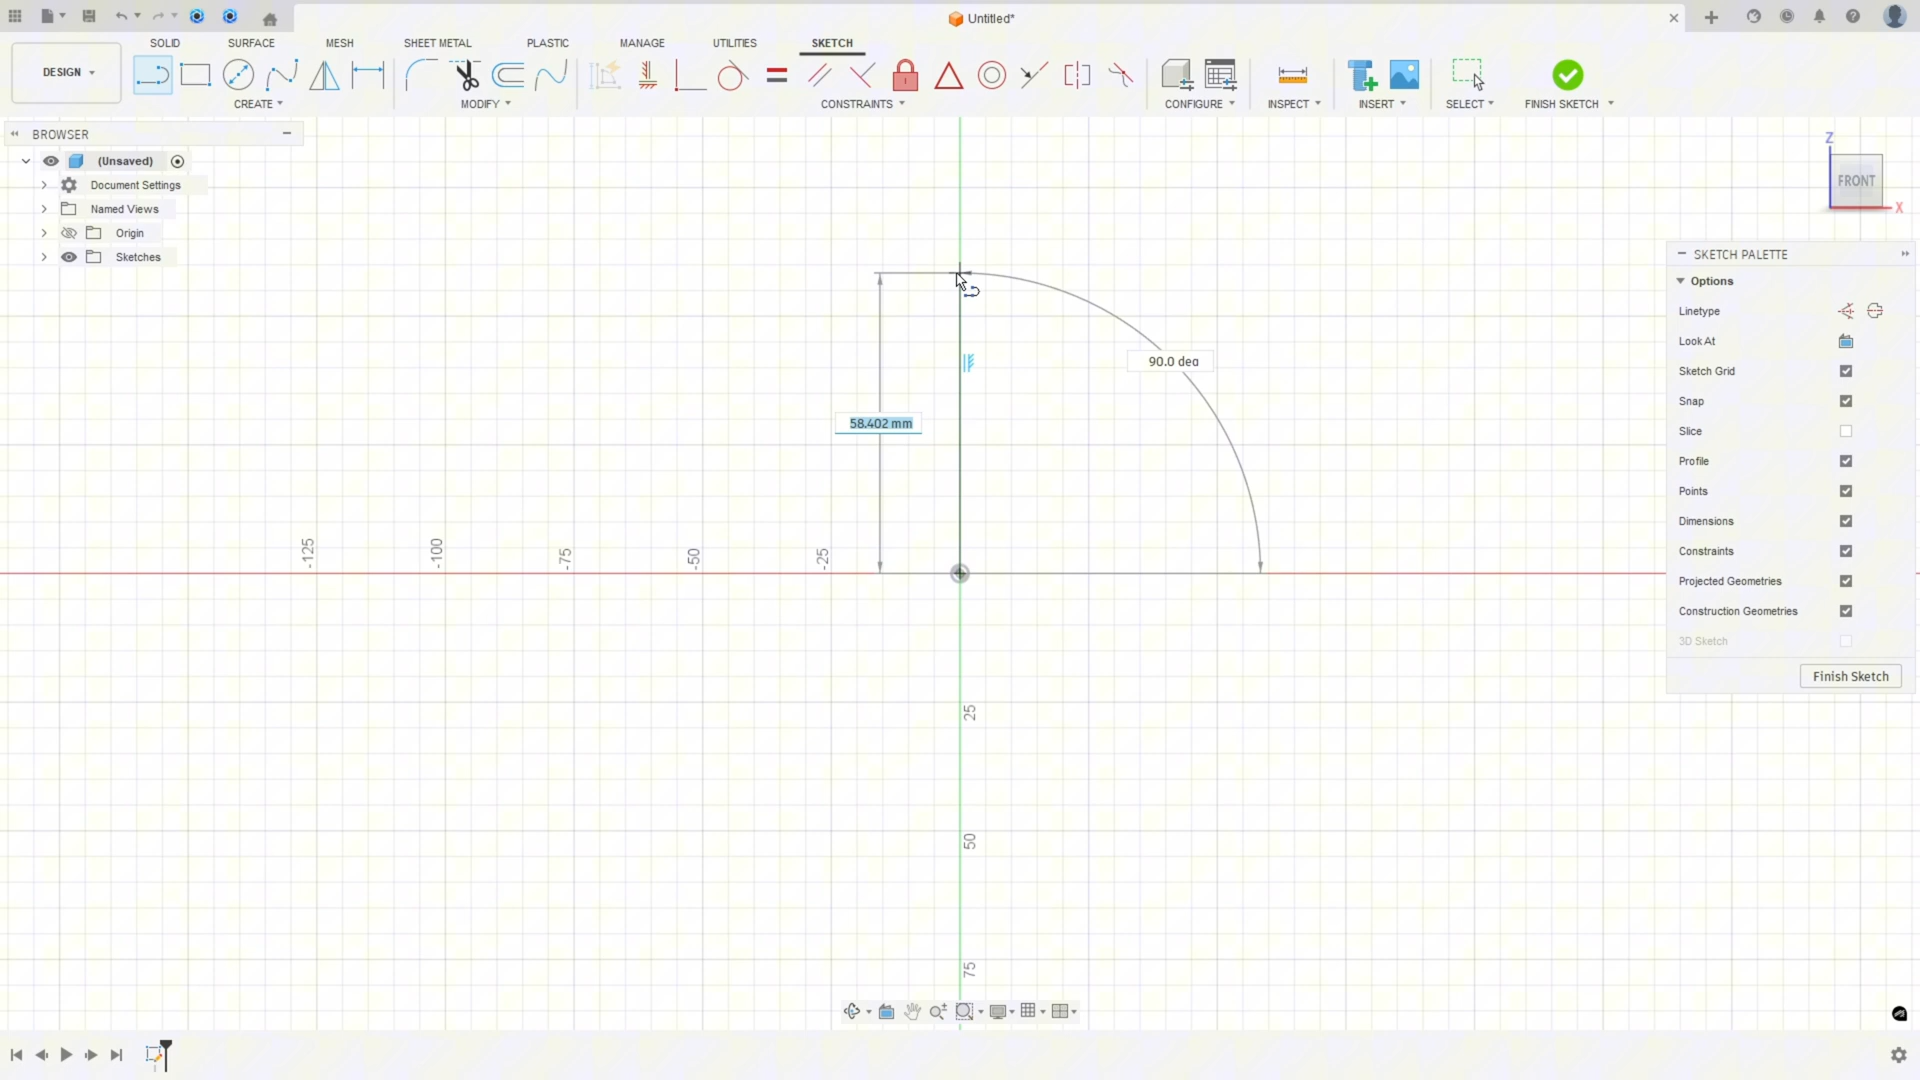 Untitled*
SOLID SURFACE MESH SHEET METAL PLASTIC MANAGE UTILITIES SKETCH
DESIGN
CREATE MODIFY CONSTRAINTS CONFIGURE INSPECT INSERT SELECT FINISH SKETCH
BROWSER
(Unsaved)
Document Settings
Named Views
Origin
Sketches
Z
FRONT
X
90.0 deg
58.402 mm
-125
-100
-75
-50
-25
25
50
75
SKETCH PALETTE
Options
Linetype
Look At
Sketch Grid
Snap
Slice
Profile
Points
Dimensions
Constraints
Projected Geometries
Construction Geometries
3D Sketch
Finish Sketch